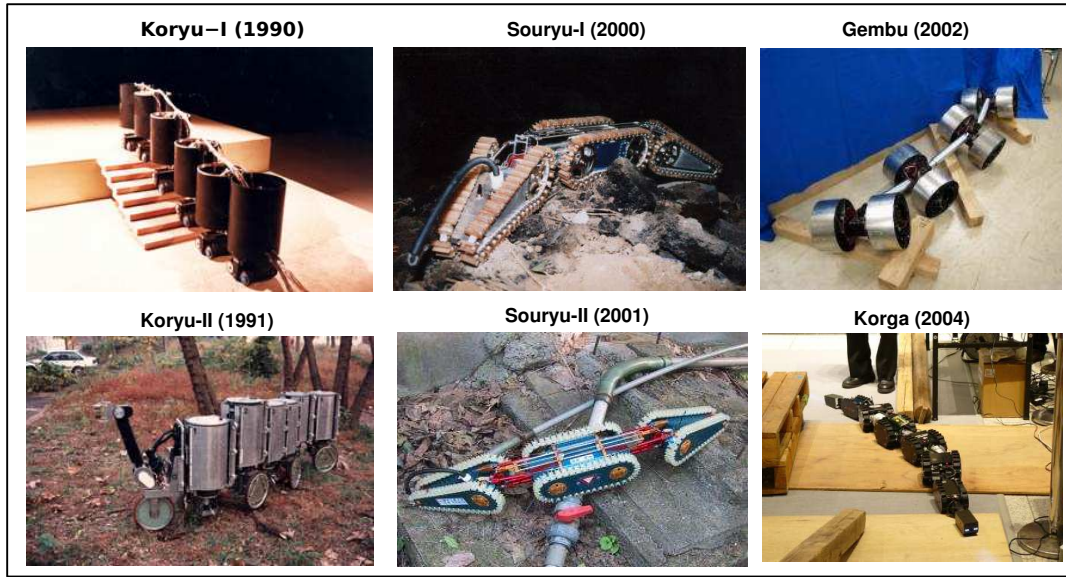 Koryu−I (1990)
Souryu-I (2000)
Gembu (2002)
Koryu-II (1991)
Souryu-II (2001)
Korga (2004)